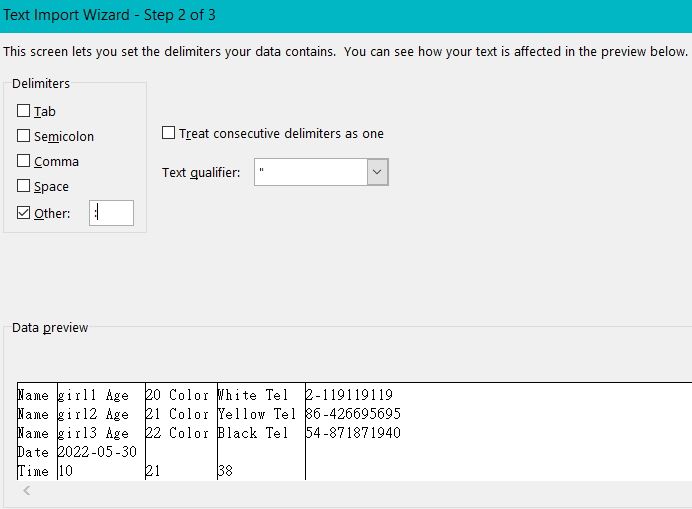 Text Import Wizard - Step 2 of 3
This screen lets you set the delimiters your data contains.  You can see how your text is affected in the preview below.
Delimiters
Tab
Semicolon
Comma
Space
Other: :
Treat consecutive delimiters as one
Text qualifier: "
Data preview
Name girl1 Age 20 Color White Tel 2-119119119
Name girl2 Age 21 Color Yellow Tel 86-426695695
Name girl3 Age 22 Color Black Tel 54-871871940
Date 2022-05-30
Time 10 21 38